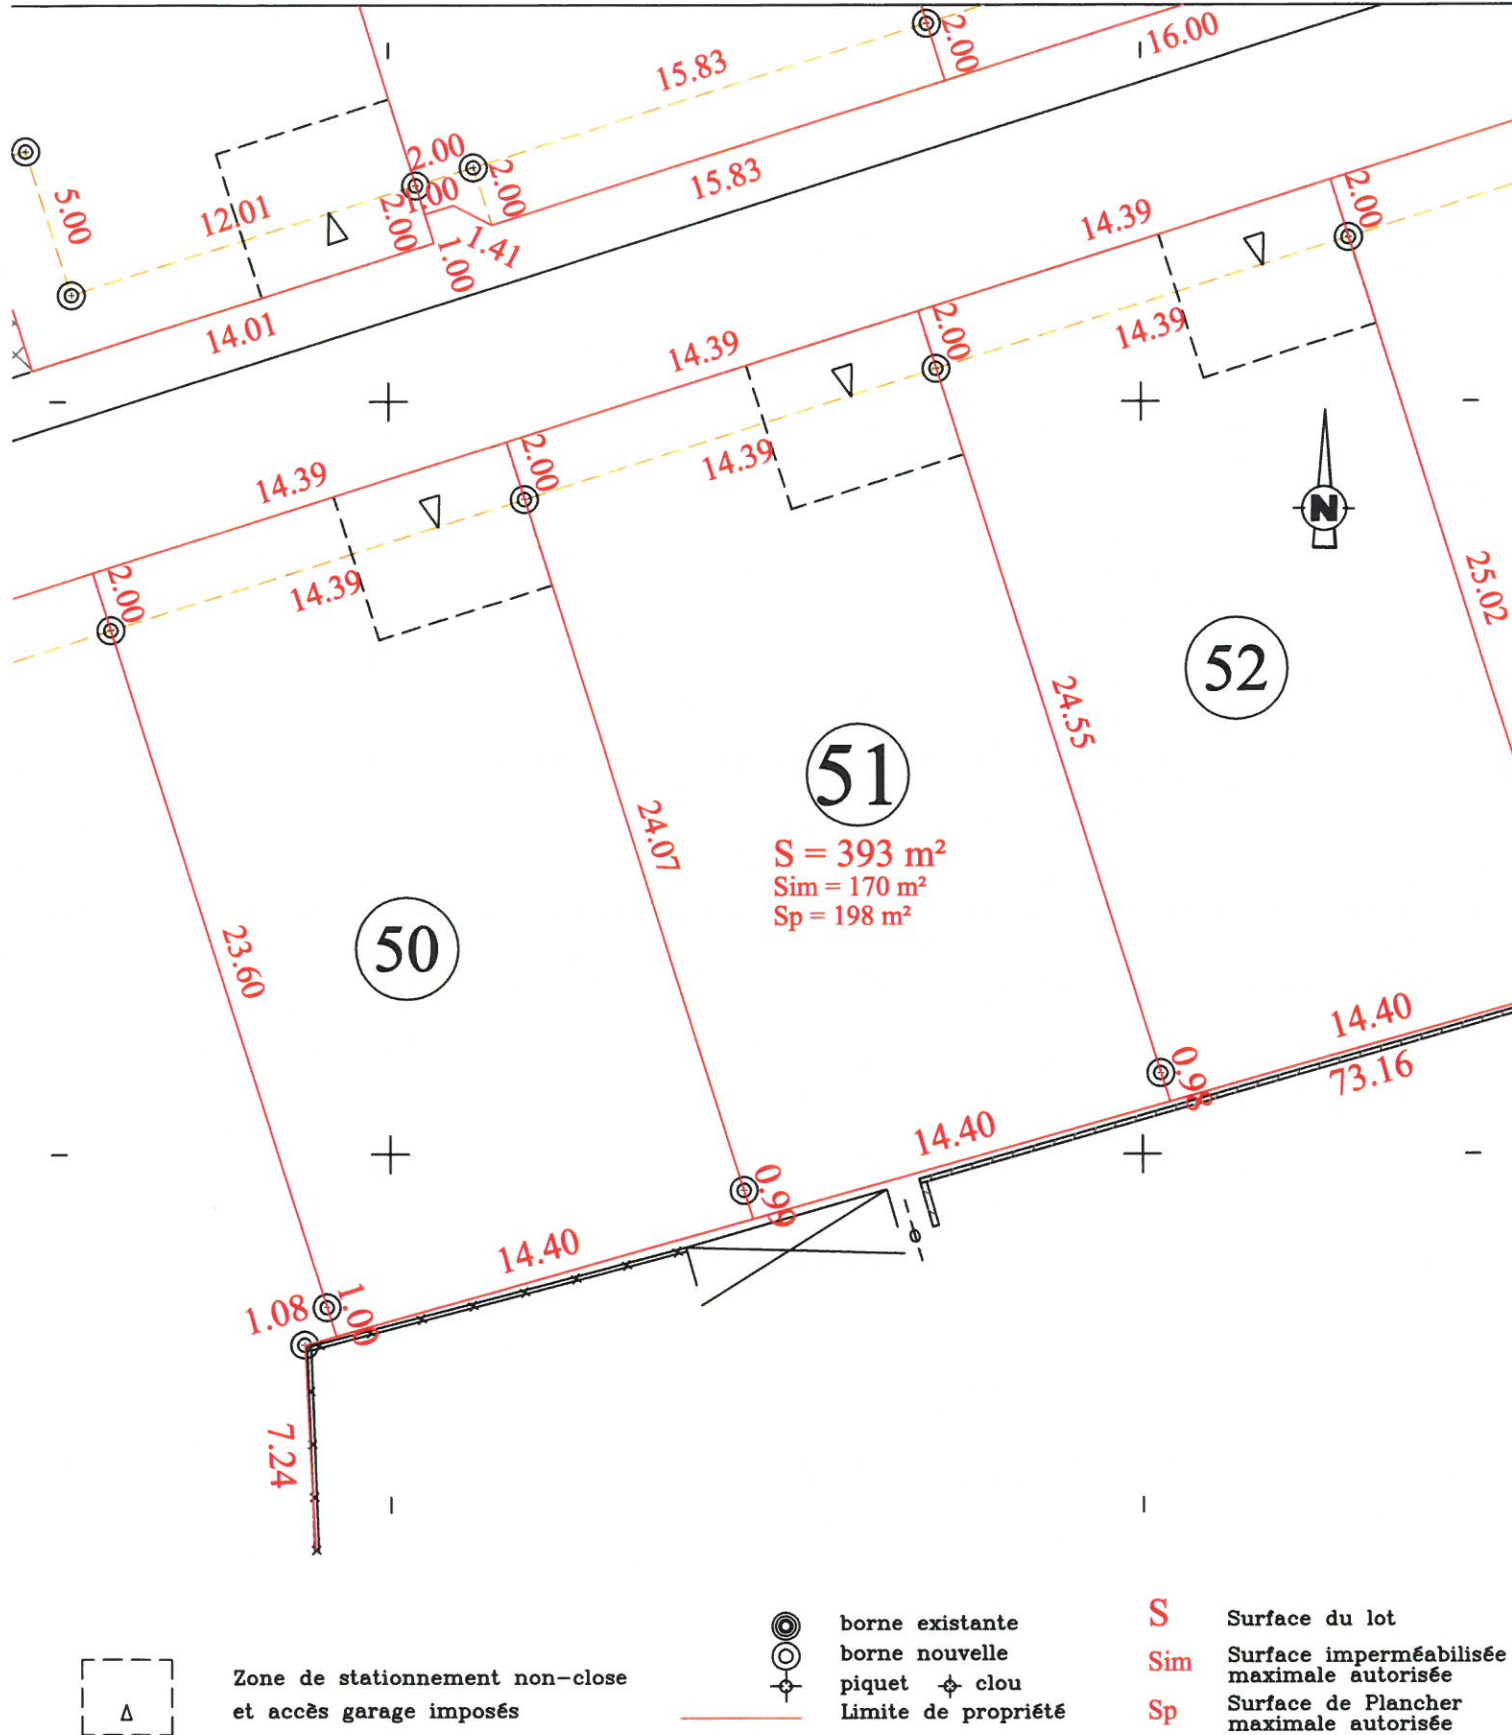 2.00
16.00
15.83
2.00
5.00
12.01
2.00
1.00
2.00
15.83
1.41
1.00
14.01
14.39
2.00
14.39
14.39
2.00
14.39
14.39
2.00
14.39
2.00
N
25.02
52
24.55
51
S = 393 m²
Sim = 170 m²
Sp = 198 m²
24.07
50
23.60
14.40
73.16
0.98
14.40
0.99
14.40
1.08
1.00
7.24
Zone de stationnement non-close
et accès garage imposés
borne existante
borne nouvelle
piquet clou
Limite de propriété
S Surface du lot
Sim Surface imperméabilisée
maximale autorisée
Sp Surface de Plancher
maximale autorisée